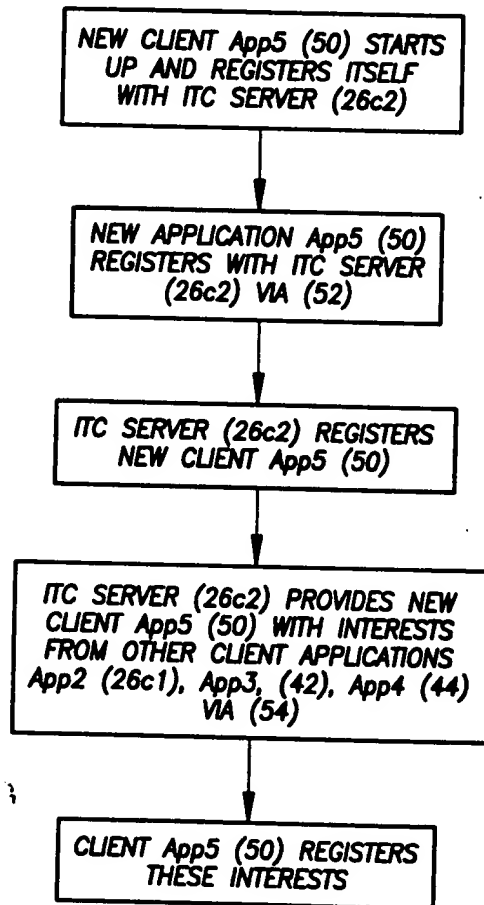 NEW CLIENT App5 (50) STARTS
UP AND REGISTERS ITSELF
WITH ITC SERVER (26c2)
NEW APPLICATION App5 (50)
REGISTERS WITH ITC SERVER
(26c2) VIA (52)
ITC SERVER (26c2) REGISTERS
NEW CLIENT App5 (50)
ITC SERVER (26c2) PROVIDES NEW
CLIENT App5 (50) WITH INTERESTS
FROM OTHER CLIENT APPLICATIONS
App2 (26c1), App3, (42), App4 (44)
VIA (54)
CLIENT App5 (50) REGISTERS
THESE INTERESTS